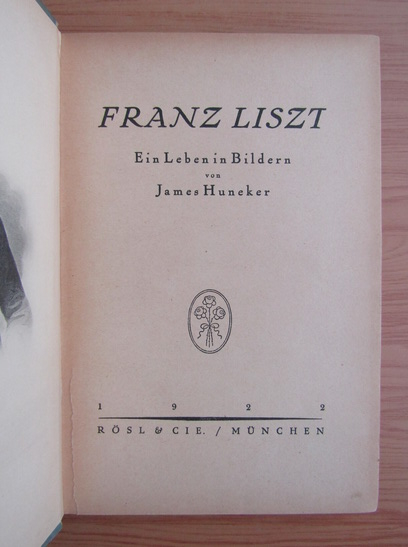 FRANZ LISZT
Ein Leben in Bildern
von
James Huneker
1 9 2 2
RÖSL & CIE. / MÜNCHEN